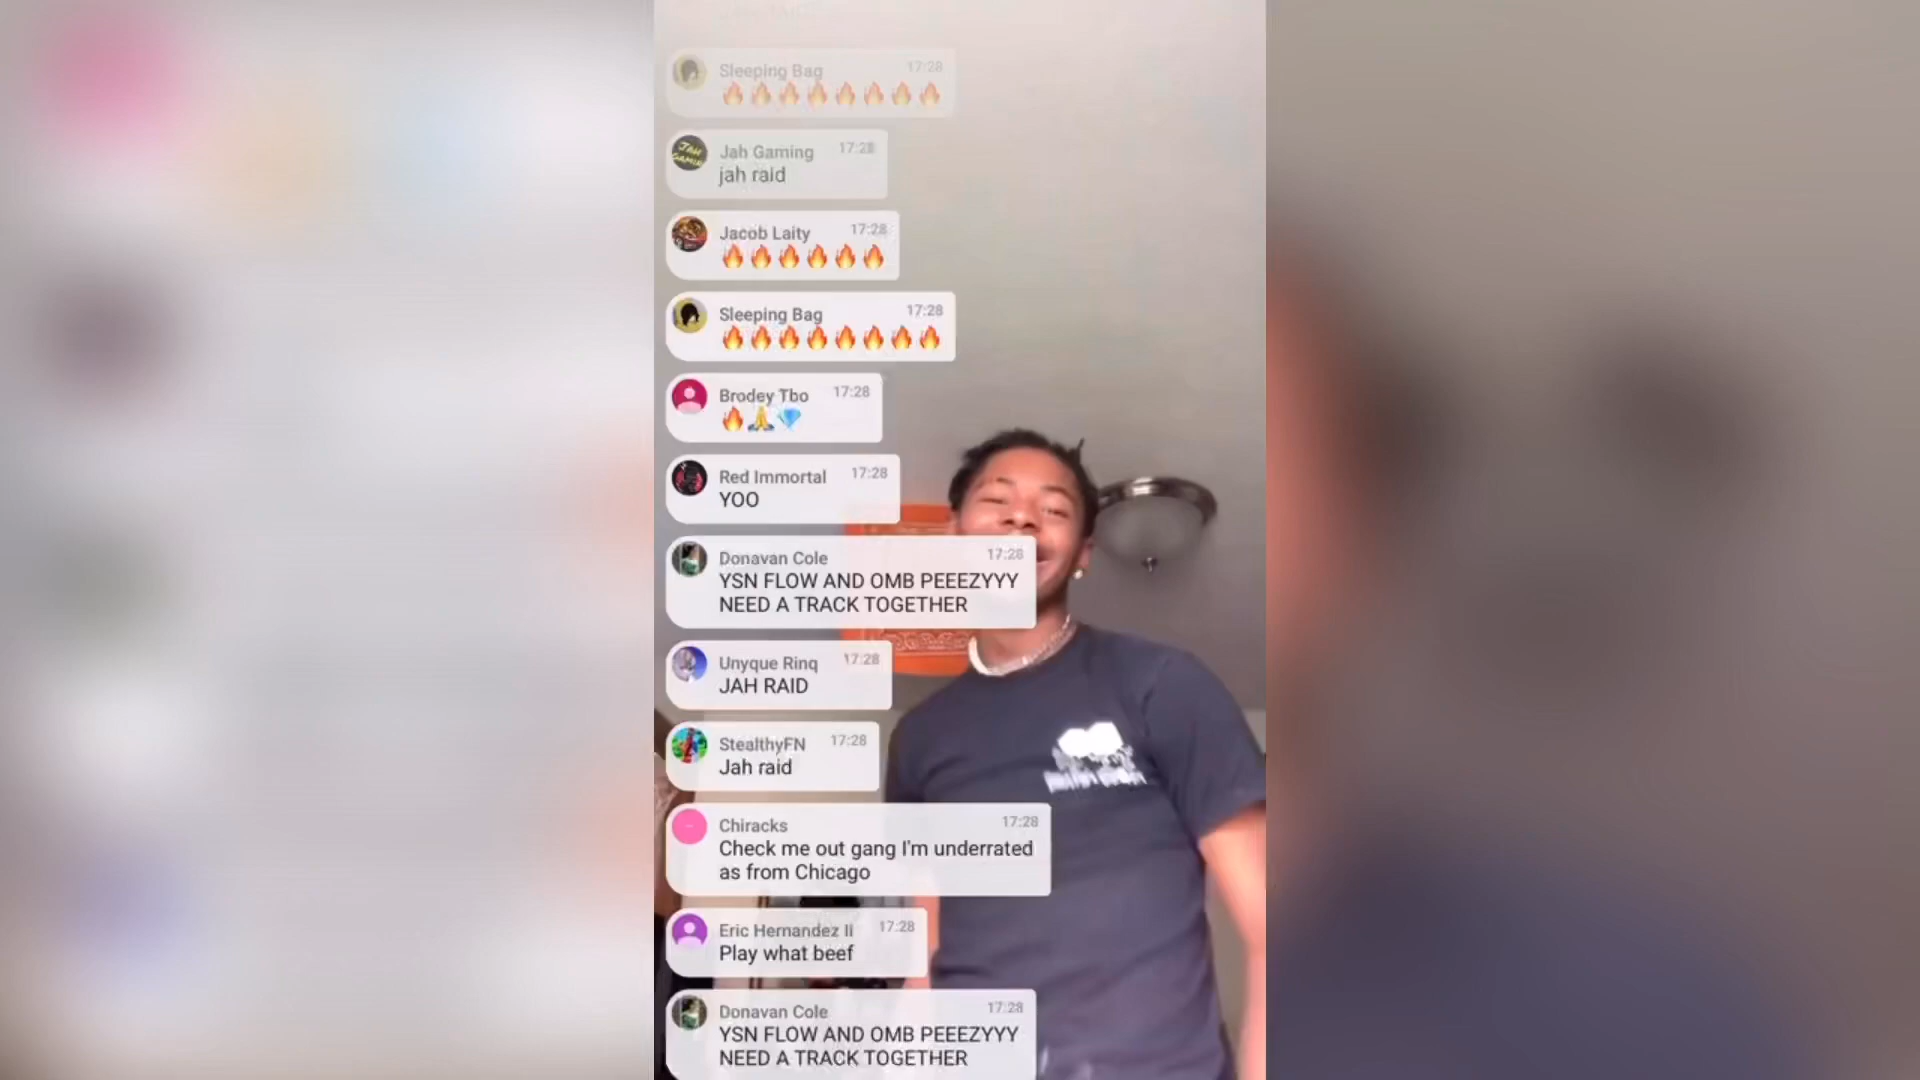 Sleeping Bag 17:28
🔥🔥🔥🔥🔥🔥🔥🔥
JAH
Jah Gaming 17:28
jah raid
Jacob Laity 17:28
🔥🔥🔥🔥🔥🔥
Sleeping Bag 17:28
🔥🔥🔥🔥🔥🔥🔥🔥
Brodey Tbo 17:28
🔥🙏💎
Red Immortal 17:28
YOO
Donavan Cole 17:28
YSN FLOW AND OMB PEEEZYYY
NEED A TRACK TOGETHER
Unyque Rinq 17:28
JAH RAID
StealthyFN 17:28
Jah raid
Chiracks 17:28
Check me out gang I'm underrated
as from Chicago
Eric Hernandez Ii 17:28
Play what beef
Donavan Cole 17:28
YSN FLOW AND OMB PEEEZYYY
NEED A TRACK TOGETHER